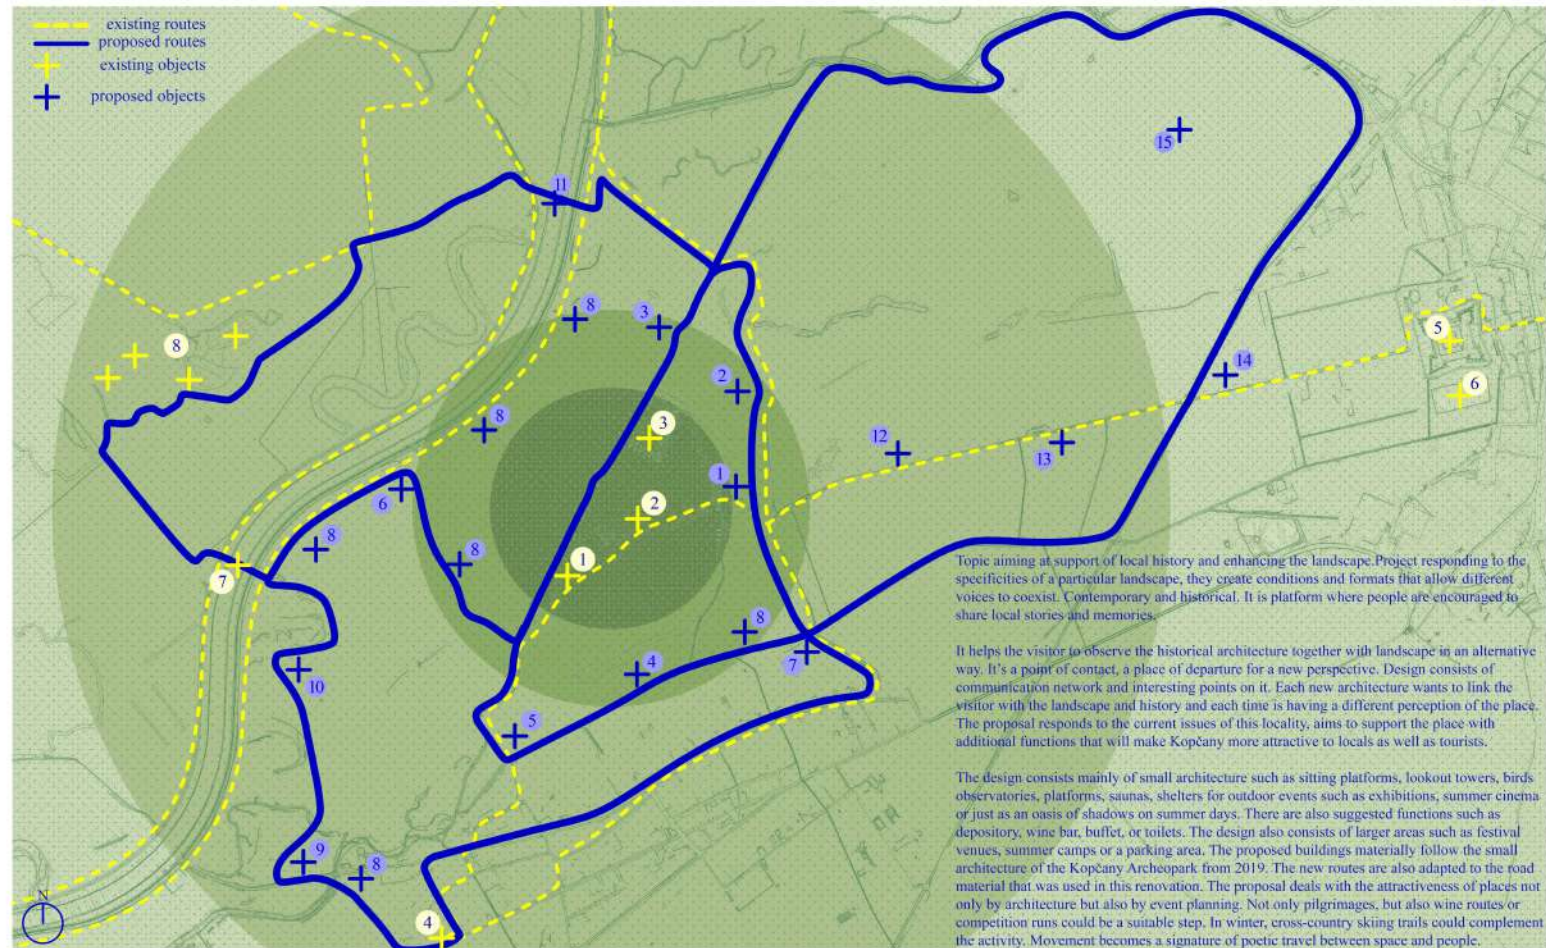 existing routes
proposed routes
existing objects
proposed objects
11
15
8
3
5
8
14
2
6
3
8
12
13
1
6
2
8
8
1
7
8
4
7
10
5
9
8
4
N
Topic aiming at support of local history and enhancing the landscape.Project responding to the
specificities of a particular landscape, they create conditions and formats that allow different
voices to coexist. Contemporary and historical. It is platform where people are encouraged to
share local stories and memories.
It helps the visitor to observe the historical architecture together with landscape in an alternative
way. It's a point of contact, a place of departure for a new perspective. Design consists of
communication network and interesting points on it. Each new architecture wants to link the
visitor with the landscape and history and each time is having a different perception of the place.
The proposal responds to the current issues of this locality, aims to support the place with
additional functions that will make Kopčany more attractive to locals as well as tourists.
The design consists mainly of small architecture such as sitting platforms, lookout towers, birds
observatories, platforms, saunas, shelters for outdoor events such as exhibitions, summer cinema
or just as an oasis of shadows on summer days. There are also suggested functions such as
depository, wine bar, buffet, or toilets. The design also consists of larger areas such as festival
venues, summer camps or a parking area. The proposed buildings materially follow the small
architecture of the Kopčany Archeopark from 2019. The new routes are also adapted to the road
material that was used in this renovation. The proposal deals with the attractiveness of places not
only by architecture but also by event planning. Not only pilgrimages, but also wine routes or
competition runs could be a suitable step. In winter, cross-country skiing trails could complement
the activity. Movement becomes a signature of poetic travel between space and people.